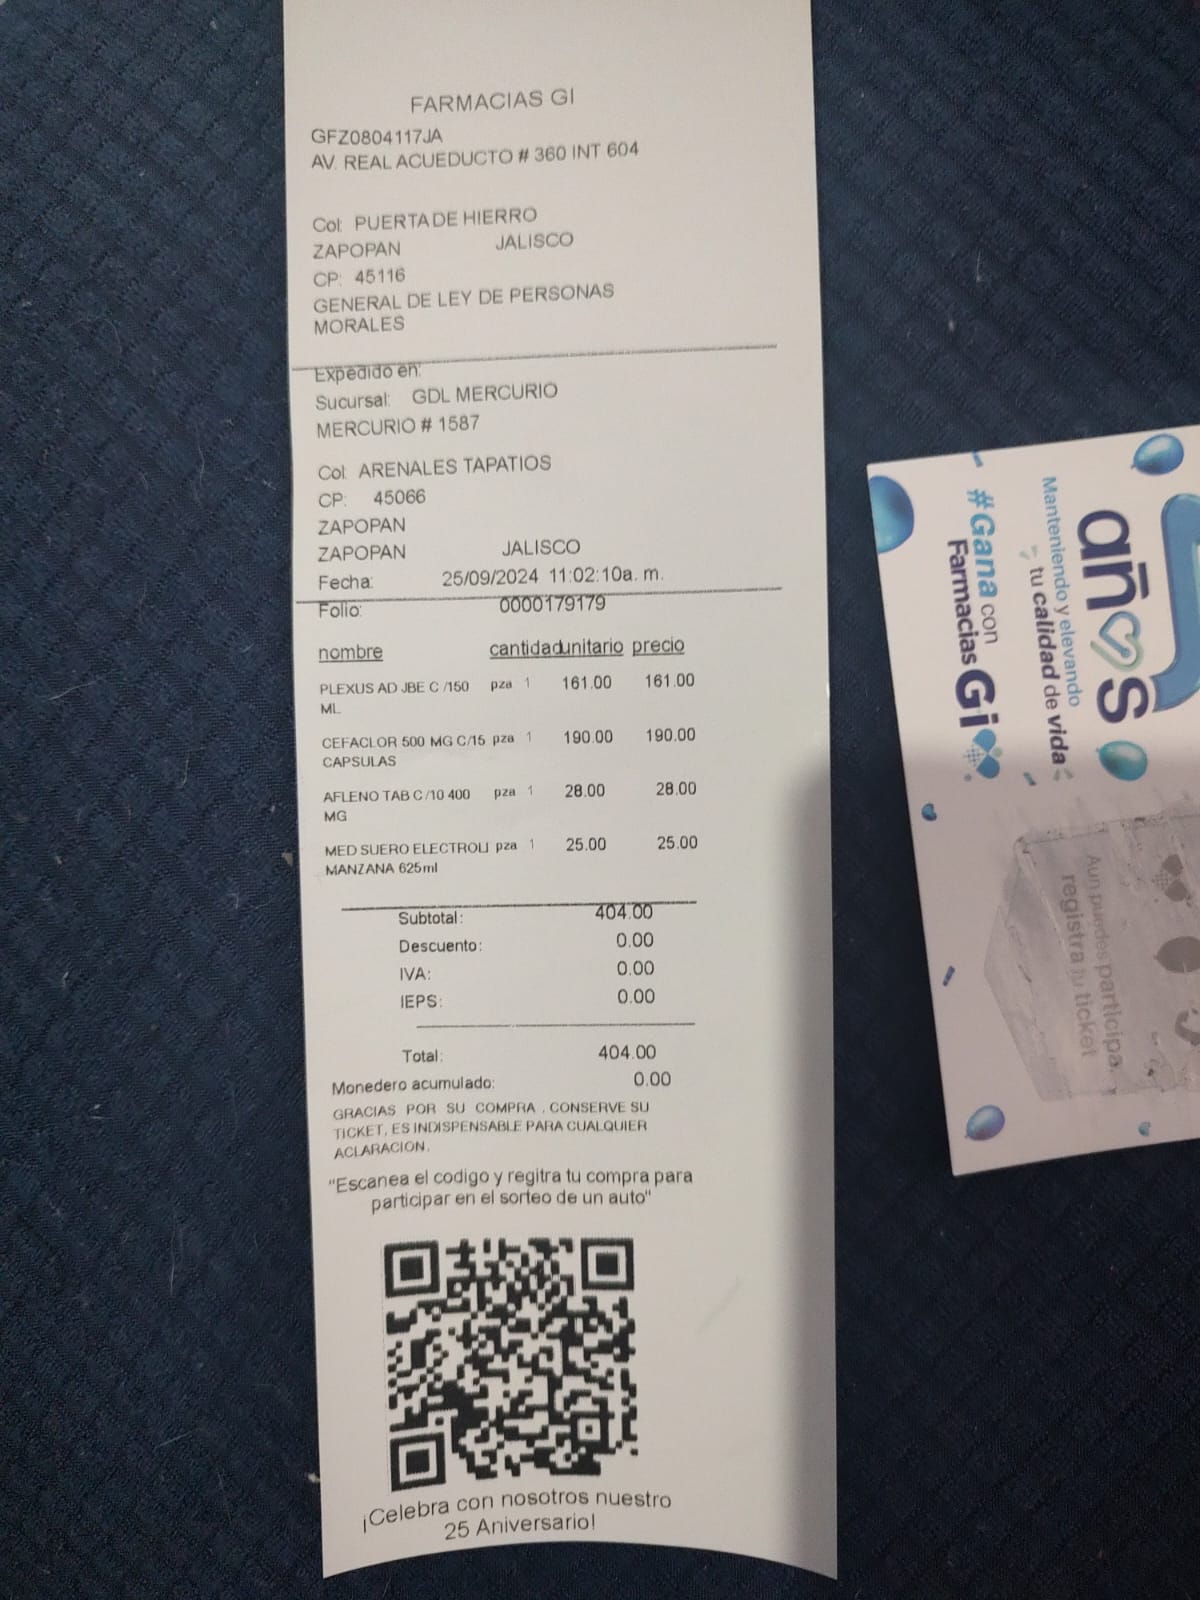 FARMACIAS GI
GFZ0804117JA
AV. REAL ACUEDUCTO # 360 INT 604
Col: PUERTA DE HIERRO
ZAPOPAN JALISCO
CP: 45116
GENERAL DE LEY DE PERSONAS
MORALES
Expedido en:
Sucursal: GDL MERCURIO
MERCURIO # 1587
Col: ARENALES TAPATIOS
CP: 45066
ZAPOPAN
ZAPOPAN JALISCO
Fecha: 25/09/2024 11:02:10a. m.
Folio: 0000179179
nombre cantidad unitario precio
PLEXUS AD JBE C /150 pza 1 161.00 161.00
ML
CEFACLOR 500 MG C/15 pza 1 190.00 190.00
CAPSULAS
AFLENO TAB C /10 400 pza 1 28.00 28.00
MG
MED SUERO ELECTROLI pza 1 25.00 25.00
MANZANA 625ml
Subtotal: 404.00
Descuento: 0.00
IVA: 0.00
IEPS: 0.00
Total: 404.00
Monedero acumulado: 0.00
GRACIAS POR SU COMPRA , CONSERVE SU
TICKET, ES INDISPENSABLE PARA CUALQUIER
ACLARACION.
"Escanea el codigo y regitra tu compra para
participar en el sorteo de un auto"
¡Celebra con nosotros nuestro
25 Aniversario!
años
Manteniendo y elevando
tu calidad de vida
#Gana con
Farmacias Gi
Aun puedes participa,
registra tu ticket